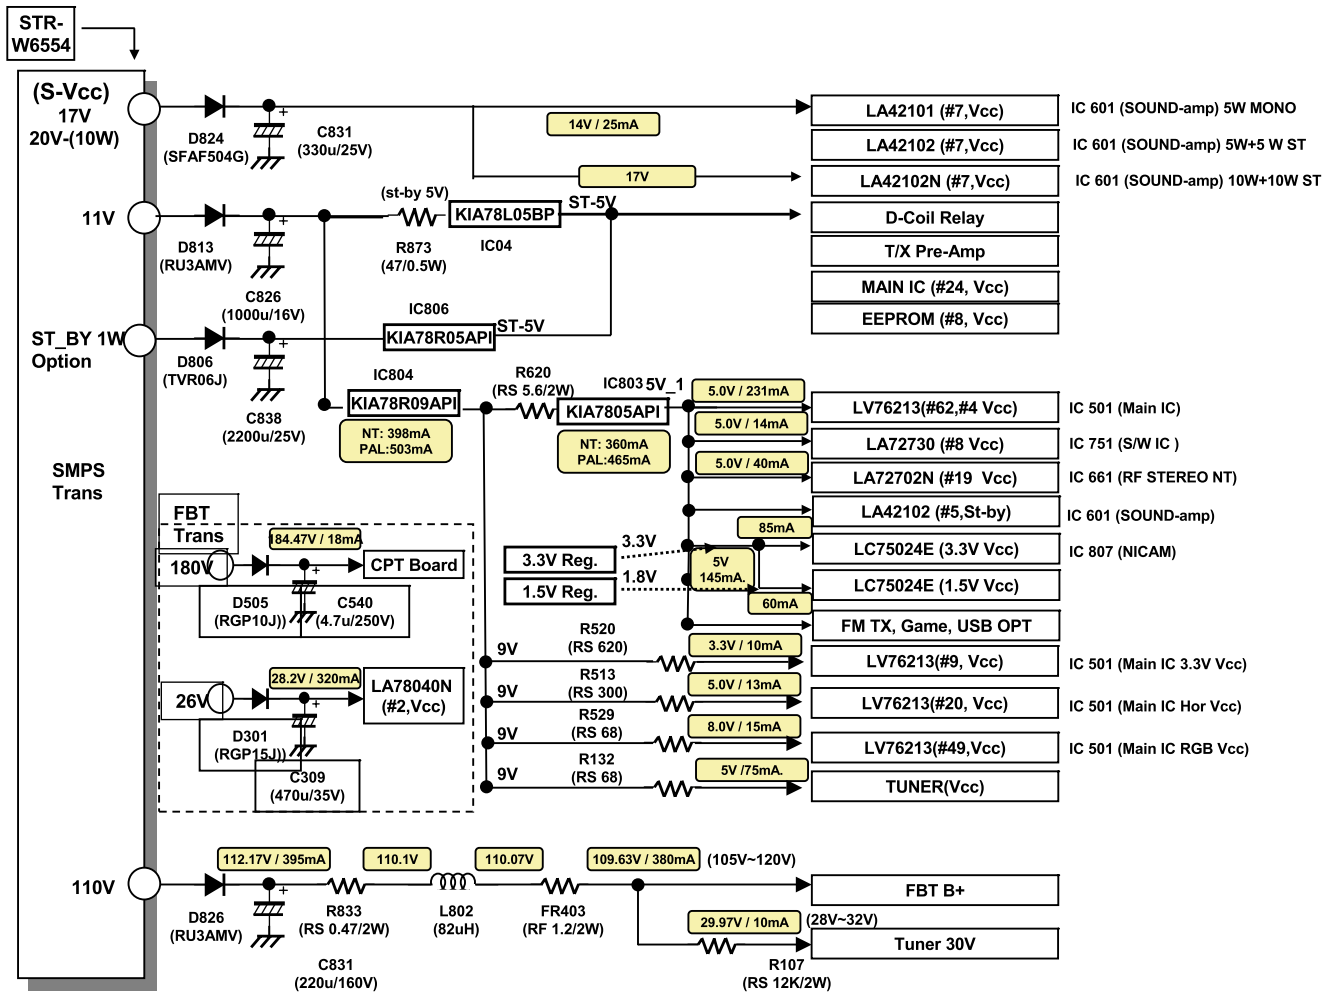 STR-
W6554
(S-Vcc)
17V
20V-(10W)
D824
(SFAF504G)
+
C831
(330u/25V)
14V / 25mA
17V
LA42101 (#7,Vcc)
IC 601 (SOUND-amp) 5W MONO
LA42102 (#7,Vcc)
IC 601 (SOUND-amp) 5W+5 W ST
LA42102N (#7,Vcc)
IC 601 (SOUND-amp) 10W+10W ST
11V
D813
(RU3AMV)
+
C826
(1000u/16V)
(st-by 5V)
R873
(47/0.5W)
KIA78L05BP
IC04
ST-5V
D-Coil Relay
T/X Pre-Amp
MAIN IC (#24, Vcc)
EEPROM (#8, Vcc)
ST_BY 1W
Option
D806
(TVR06J)
+
C838
(2200u/25V)
IC806
KIA78R05API
ST-5V
IC804
KIA78R09API
NT: 398mA
PAL:503mA
R620
(RS 5.6/2W)
IC803
5V_1
KIA7805API
NT: 360mA
PAL:465mA
5.0V / 231mA
LV76213(#62,#4 Vcc)
IC 501 (Main IC)
5.0V / 14mA
LA72730 (#8 Vcc)
IC 751 (S/W IC )
5.0V / 40mA
LA72702N (#19 Vcc)
IC 661 (RF STEREO NT)
LA42102 (#5,St-by)
IC 601 (SOUND-amp)
85mA
3.3V
3.3V Reg.
5V
145mA.
LC75024E (3.3V Vcc)
IC 807 (NICAM)
1.8V
1.5V Reg.
60mA
LC75024E (1.5V Vcc)
FM TX, Game, USB OPT
SMPS
Trans
FBT
Trans
184.47V / 18mA
180V
CPT Board
+
D505
(RGP10J))
C540
(4.7u/250V)
28.2V / 320mA
26V
LA78040N
(#2,Vcc)
+
D301
(RGP15J))
C309
(470u/35V)
9V
R520
(RS 620)
3.3V / 10mA
LV76213(#9, Vcc)
IC 501 (Main IC 3.3V Vcc)
R513
(RS 300)
9V
5.0V / 13mA
LV76213(#20, Vcc)
IC 501 (Main IC Hor Vcc)
R529
(RS 68)
9V
8.0V / 15mA
LV76213(#49,Vcc)
IC 501 (Main IC RGB Vcc)
R132
(RS 68)
9V
5V /75mA.
TUNER(Vcc)
110V
112.17V / 395mA
D826
(RU3AMV)
+
C831
(220u/160V)
R833
(RS 0.47/2W)
110.1V
L802
(82uH)
110.07V
FR403
(RF 1.2/2W)
109.63V / 380mA
(105V~120V)
FBT B+
29.97V / 10mA
(28V~32V)
Tuner 30V
R107
(RS 12K/2W)